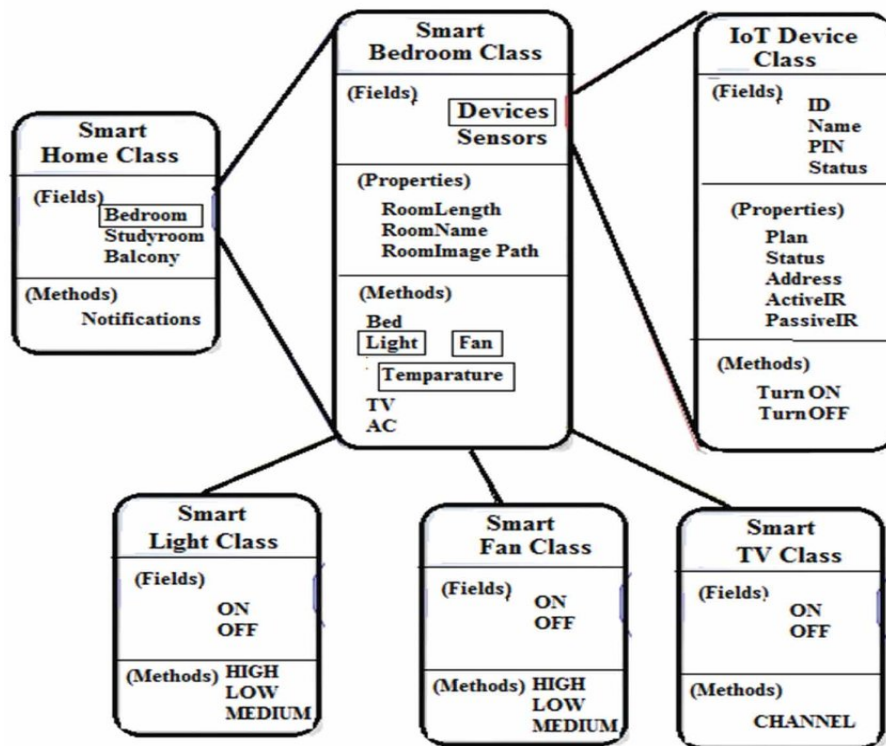 Smart
Home Class
(Fields)
Bedroom
Studyroom
Balcony
(Methods)
Notifications
Smart
Bedroom Class
(Fields)
Devices
Sensors
(Properties)
RoomLength
RoomName
RoomImage Path
(Methods)
Bed
Light Fan
Temparature
TV
AC
IoT Device
Class
(Fields)
ID
Name
PIN
Status
(Properties)
Plan
Status
Address
ActiveIR
PassiveIR
(Methods)
Turn ON
Turn OFF
Smart
Light Class
(Fields)
ON
OFF
(Methods) HIGH
LOW
MEDIUM
Smart
Fan Class
(Fields)
ON
OFF
(Methods) HIGH
LOW
MEDIUM
Smart
TV Class
(Fields)
ON
OFF
(Methods)
CHANNEL